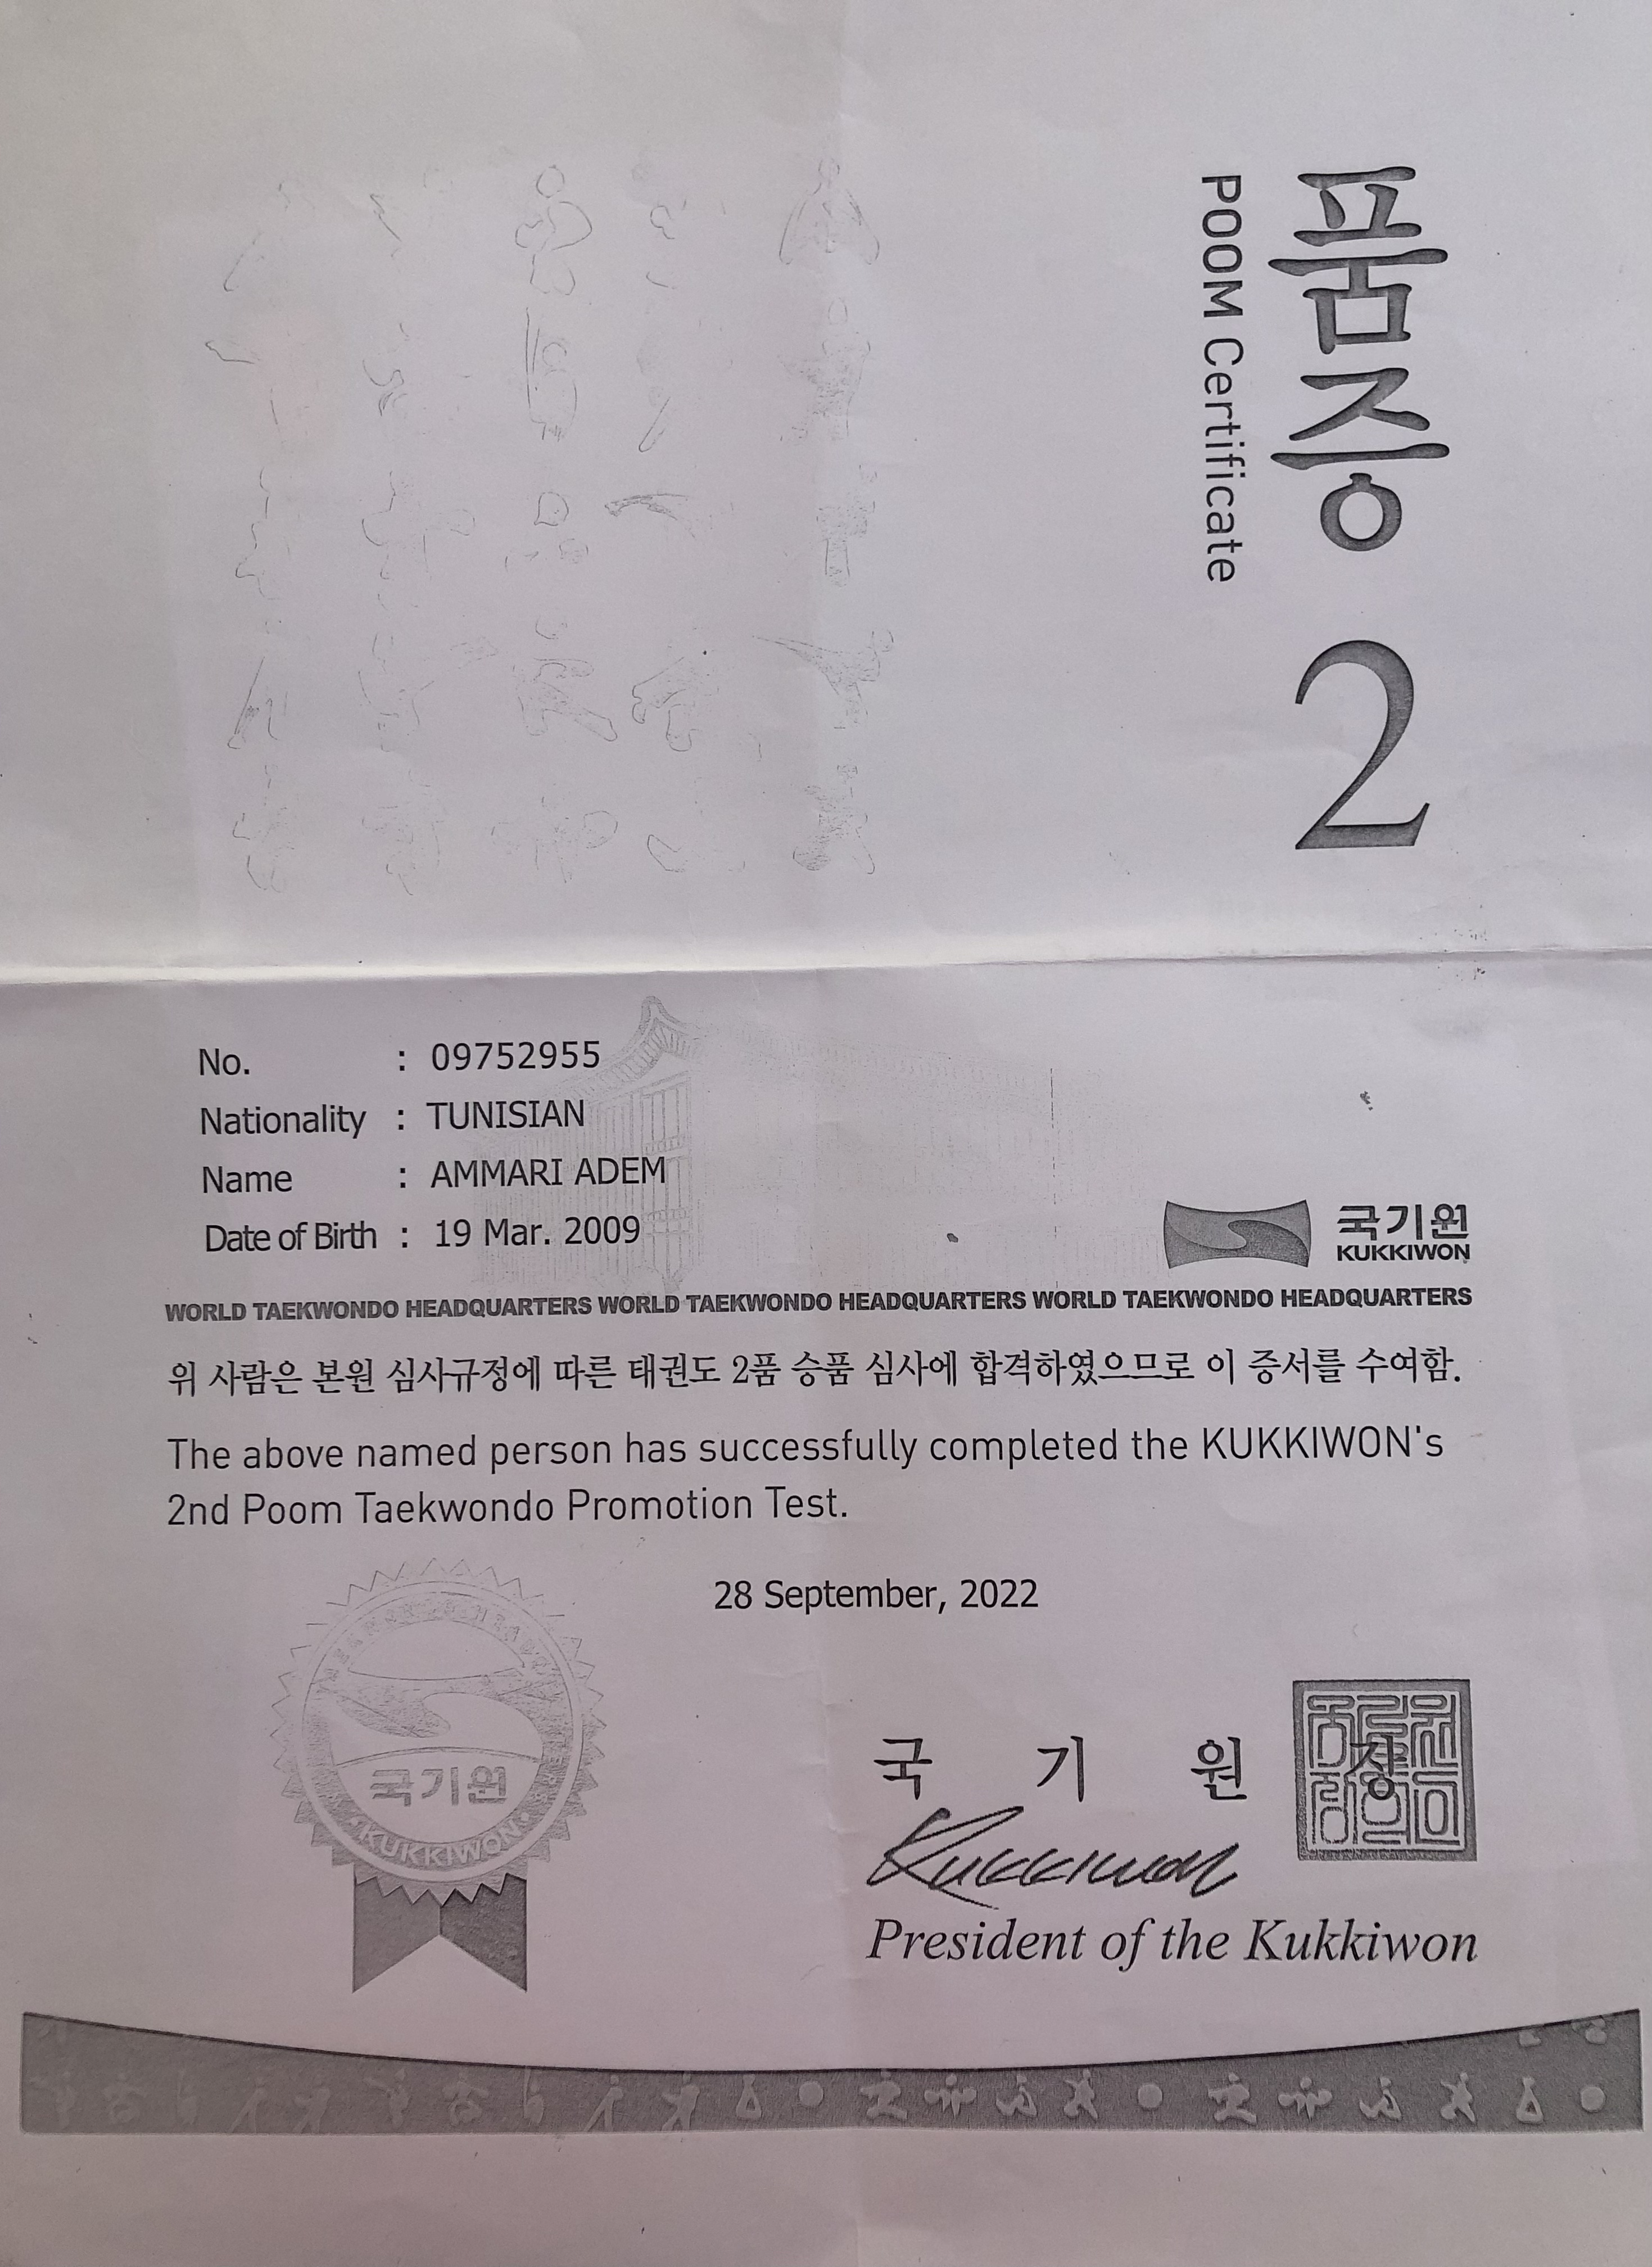 품증 2
POOM Certificate
No. : 09752955
Nationality : TUNISIAN
Name : AMMARI ADEM
Date of Birth : 19 Mar. 2009
국기원
KUKKIWON
WORLD TAEKWONDO HEADQUARTERS WORLD TAEKWONDO HEADQUARTERS WORLD TAEKWONDO HEADQUARTERS
위 사람은 본원 심사규정에 따른 태권도 2품 승품 심사에 합격하였으므로 이 증서를 수여함.
The above named person has successfully completed the KUKKIWON's
2nd Poom Taekwondo Promotion Test.
28 September, 2022
국기원
KUKKIWON
국 기 원 장
Kukkiwon
President of the Kukkiwon